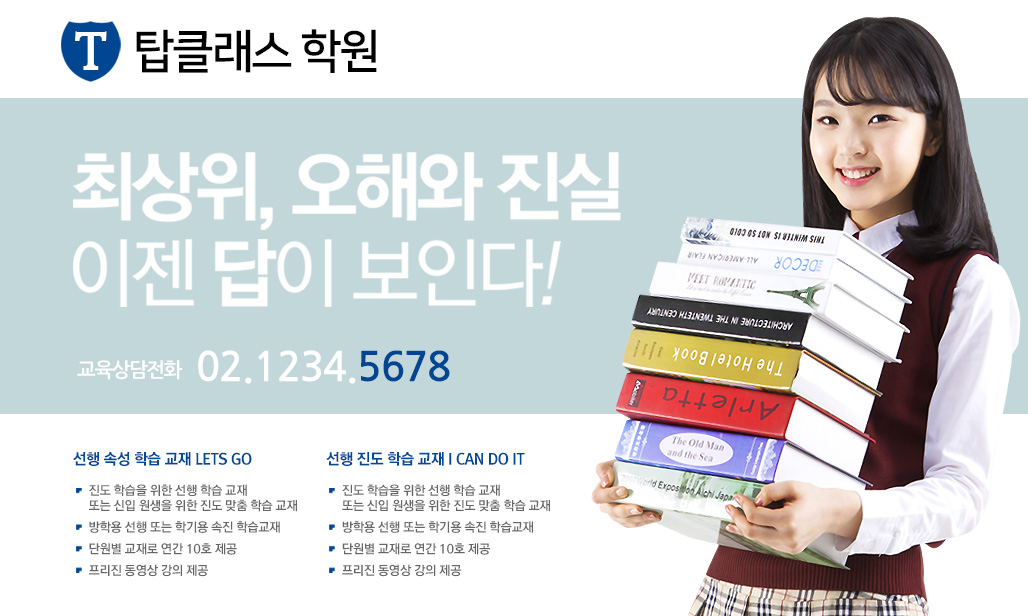 T 탑클래스 학원
최상위, 오해와 진실
이젠 답이 보인다!
교육상담전화 02.1234.5678
선행 속성 학습 교재 LETS GO
진도 학습을 위한 선행 학습 교재
또는 신입 원생을 위한 진도 맞춤 학습 교재
방학용 선행 또는 학기용 속진 학습교재
단원별 교재로 연간 10호 제공
프리진 동영상 강의 제공
선행 진도 학습 교재 I CAN DO IT
진도 학습을 위한 선행 학습 교재
또는 신입 원생을 위한 진도 맞춤 학습 교재
방학용 선행 또는 학기용 속진 학습교재
단원별 교재로 연간 10호 제공
프리진 동영상 강의 제공
THIS WINTER IS NOT SO COLD
DECOR ALL AMERICAN FLAIR
MEET ROMANTIC
ARCHITECTURE IN THE TWENTETH CENTURY
The Hotel Book
Arletta
The Old Man
and the Sea
World Exposition Aichi Japan